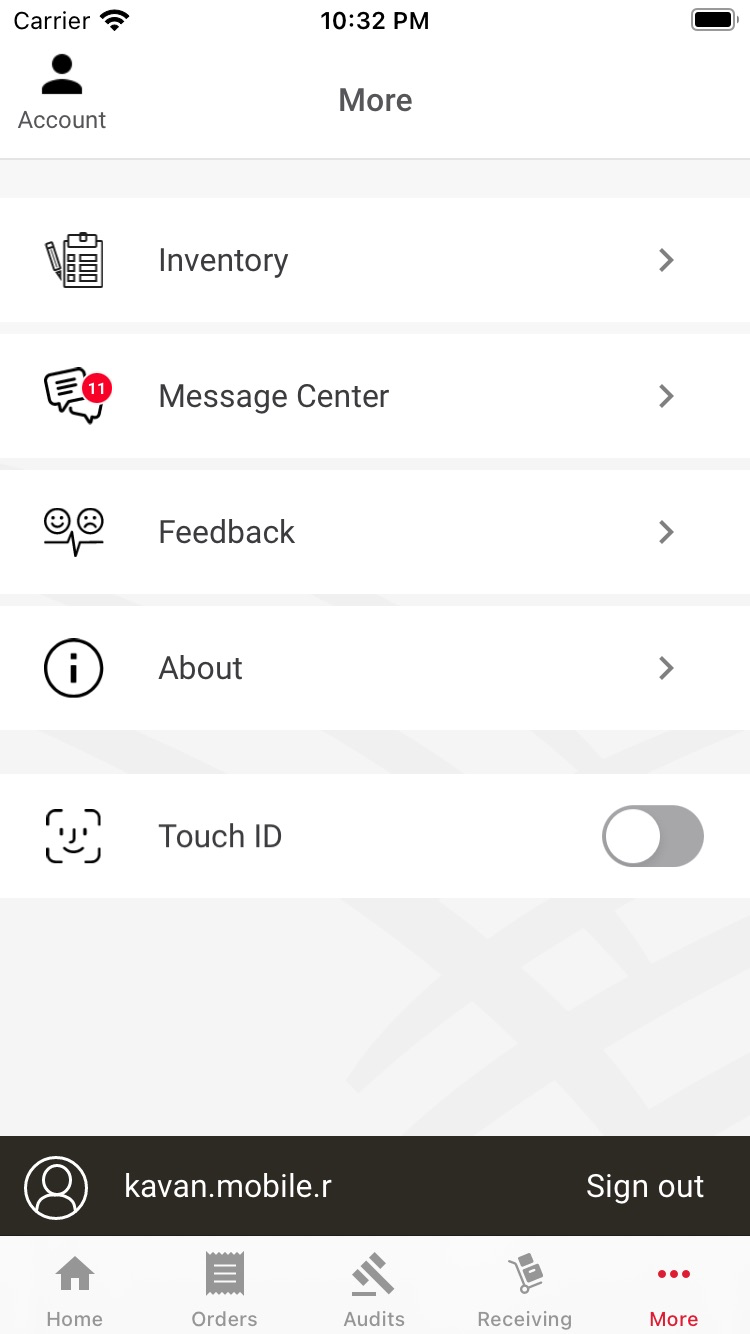 Carrier 10:32 PM
Account
More
Inventory
11
Message Center
Feedback
About
Touch ID
kavan.mobile.r Sign out
Home Orders Audits Receiving More